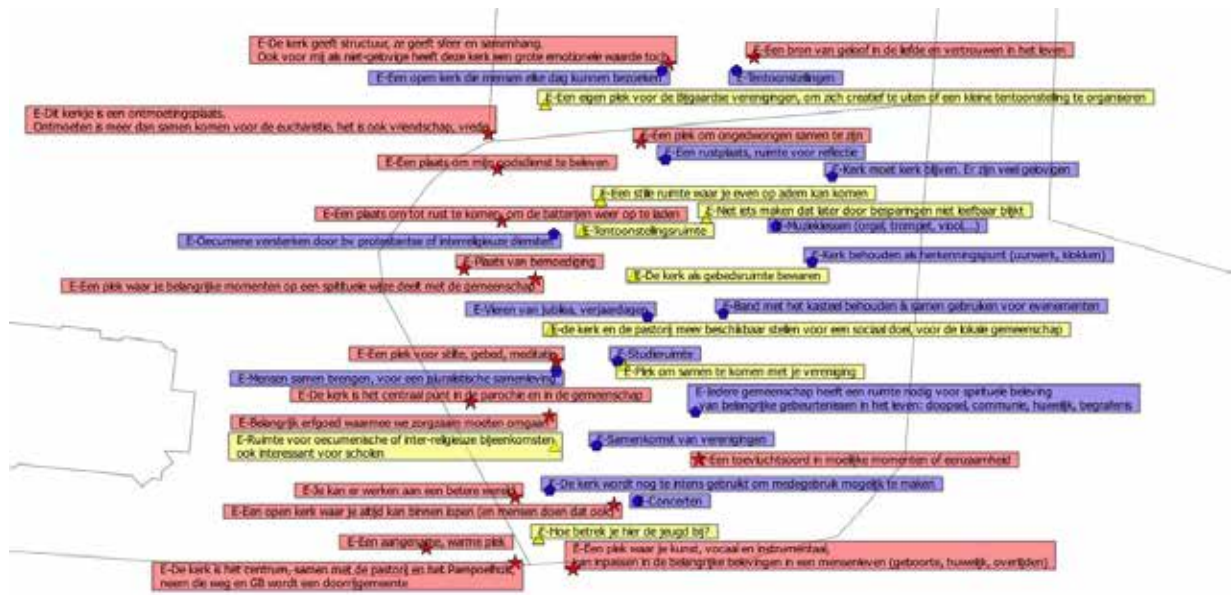 E-De kerk geeft structuur, ze geeft sfeer en samenhang.
Ook voor mij als niet-gelovige heeft deze kerk een grote emotionele waarde toch
E-Een bron van geloof in de liefde en vertrouwen in het leven
E-Een open kerk die mensen elke dag kunnen bezoeken
E-Tentoonstellingen
E-Een eigen plek voor de Bijgaardse verenigingen, om zich creatief te uiten of een kleine tentoonstelling te organiseren
E-Dit kerkje is een ontmoetingsplaats.
Ontmoeten is meer dan samen komen voor de eucharistie, het is ook vriendschap, vrede
E-Een plek om ongedwongen samen te zijn
E-Een rustplaats, ruimte voor reflectie
E-Een plaats om mijn godsdienst te beleven
E-Kerk moet kerk blijven. Er zijn veel gelovigen
E-Een stille ruimte waar je even op adem kan komen
E-Een plaats om tot rust te komen, om de batterijen weer op te laden
E-Niet iets maken dat later door besparingen niet leefbaar blijkt
E-Tentoonstellingsruimte
E-Muzieklessen (orgel, trompet, viool,...)
E-Oecumene versterken door bv protestantse of interreligieuze diensten
E-Kerk behouden als herkenningspunt (uurwerk, klokken)
E-Plaats van bemoediging
E-De kerk als gebedsruimte bewaren
E-Een plek waar je belangrijke momenten op een spirituele wijze deelt met de gemeenschap
E-Vieren van jubilea, verjaardagen
E-Band met het kasteel behouden & samen gebruiken voor evenementen
E-de kerk en de pastorij meer beschikbaar stellen voor een sociaal doel, voor de lokale gemeenschap
E-Een plek voor stilte, gebed, meditatie
E-Studieruimte
E-Plek om samen te komen met je vereniging
E-Mensen samen brengen, voor een pluralistische samenleving
E-De kerk is het centraal punt in de parochie en in de gemeenschap
E-Iedere gemeenschap heeft een ruimte nodig voor spirituele beleving
van belangrijke gebeurtenissen in het leven: doopsel, communie, huwelijk, begrafenis
E-Belangrijk erfgoed waarmee we zorgzaam moeten omgaan
E-Ruimte voor oecumenische of inter-religieuze bijeenkomsten,
ook interessant voor scholen
E-Samenkomst van verenigingen
E-Een toevluchtsoord in moeilijke momenten of eenzaamheid
E-De kerk wordt nog te intens gebruikt om medegebruik mogelijk te maken
E-Je kan er werken aan een betere wereld
E-Concerten
E-Een open kerk waar je altijd kan binnen lopen (en mensen doen dat ook)
E-Hoe betrek je hier de jeugd bij?
E-Een aangename, warme plek
E-Een plek waar je kunst, vocaal en instrumentaal,
kan inpassen in de belangrijke belevingen in een mensenleven (geboorte, huwelijk, overlijden)
E-De kerk is het centrum, samen met de pastorij en het Pampoelhuis,
neem die weg en GB wordt een doorrijgemeente